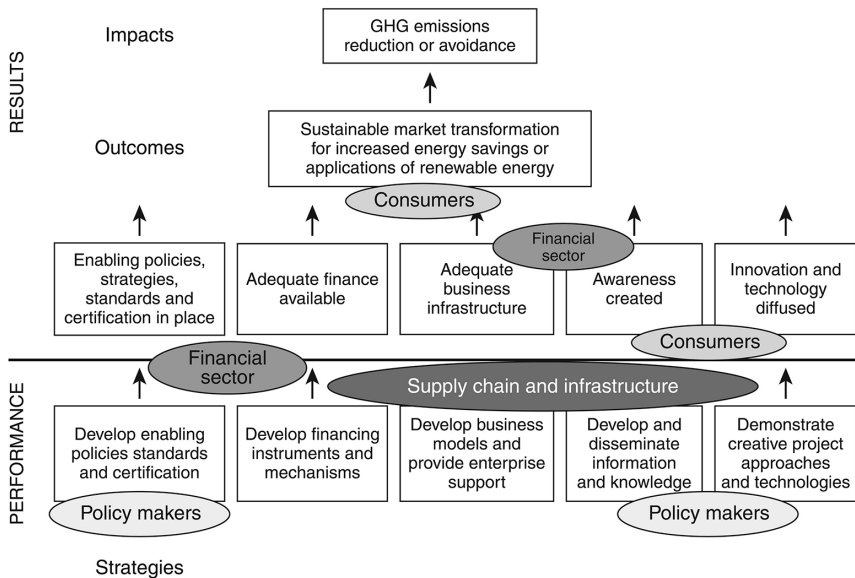 Impacts
GHG emissions
reduction or avoidance
RESULTS
Outcomes
Sustainable market transformation
for increased energy savings or
applications of renewable energy
Consumers
Enabling policies,
strategies,
standards and
certification in place
Adequate finance
available
Adequate
business
infrastructure
Financial
sector
Awareness
created
Innovation and
technology
diffused
Consumers
Financial
sector
Supply chain and infrastructure
PERFORMANCE
Develop enabling
policies standards
and certification
Develop financing
instruments and
mechanisms
Develop business
models and
provide enterprise
support
Develop and
disseminate
information
and knowledge
Demonstrate
creative project
approaches
and technologies
Policy makers
Policy makers
Strategies